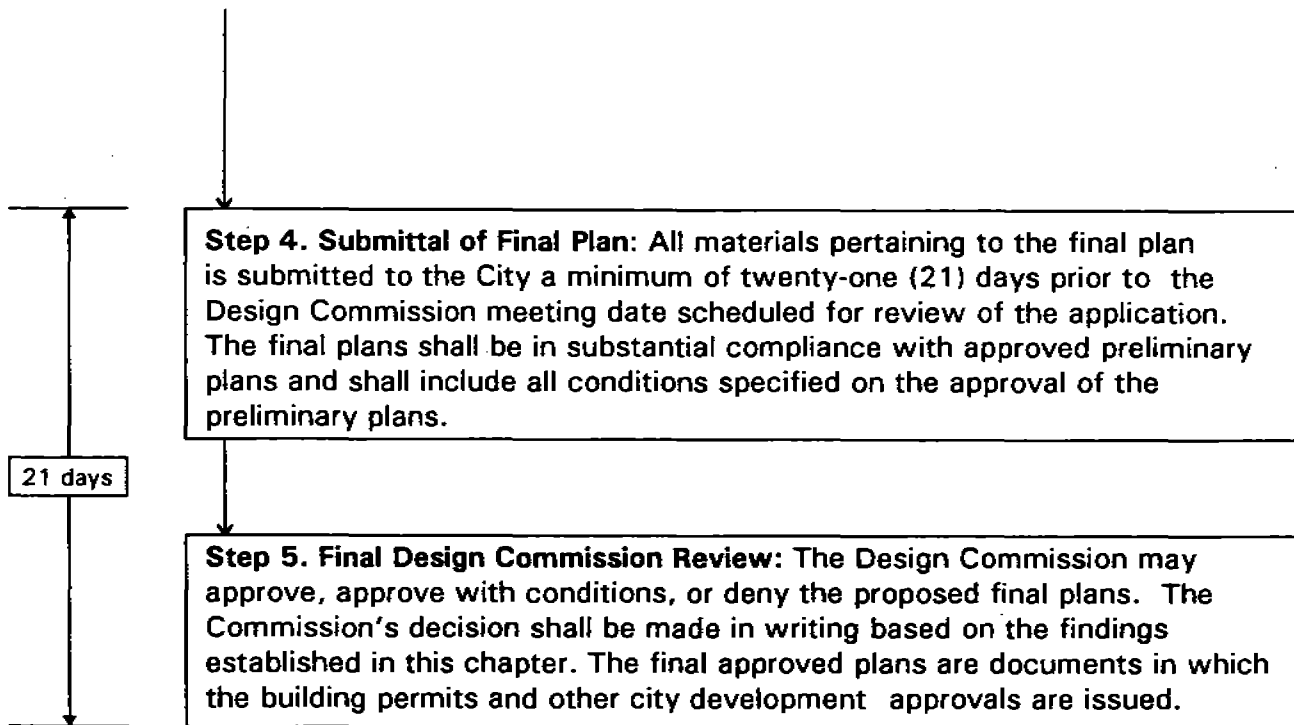 Step 4. Submittal of Final Plan: All materials pertaining to the final plan
is submitted to the City a minimum of twenty-one (21) days prior to the
Design Commission meeting date scheduled for review of the application.
The final plans shall be in substantial compliance with approved preliminary
plans and shall include all conditions specified on the approval of the
preliminary plans.
21 days
Step 5. Final Design Commission Review: The Design Commission may
approve, approve with conditions, or deny the proposed final plans. The
Commission's decision shall be made in writing based on the findings
established in this chapter. The final approved plans are documents in which
the building permits and other city development approvals are issued.